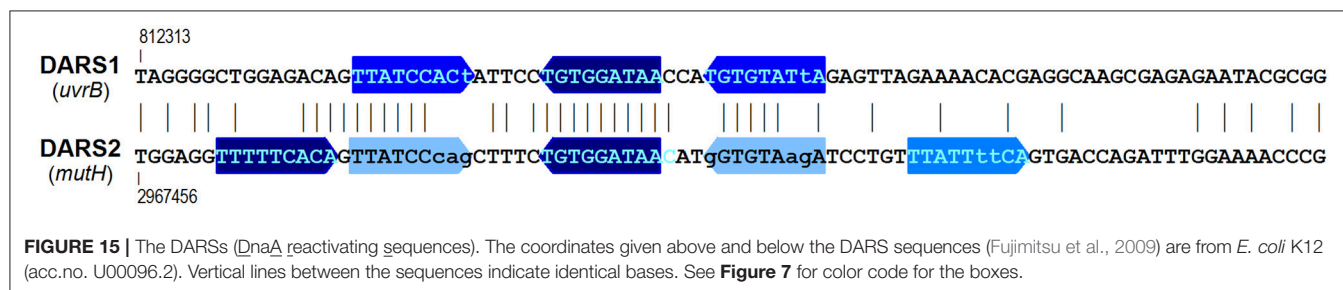 812313
DARS1 TAGGGGCTGGAGACAGTTATCCACtATTCCTGTGGATAACCATGTGTATtAGAGTTAGAAAACACGAGGCAAGCGAGAGAATACGCGG
(uvrB)
DARS2 TGGAGGTTTTTCACAGTTATCCcagCTTTCTGTGGATAACATgGTGTAagATCCTGTTTATTttCAGTGACCAGATTTGGAAAACCCG
(mutH)
2967456
FIGURE 15 | The DARSs (DnaA reactivating sequences). The coordinates given above and below the DARS sequences (Fujimitsu et al., 2009) are from E. coli K12
(acc.no. U00096.2). Vertical lines between the sequences indicate identical bases. See Figure 7 for color code for the boxes.